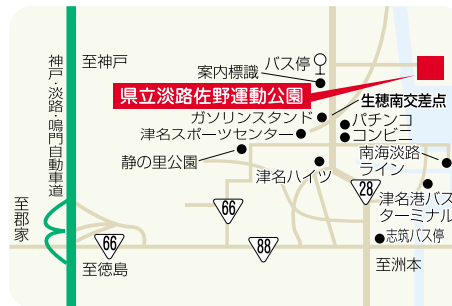 至神戸
バス停
案内標識
県立淡路佐野運動公園
生穂南交差点
ガソリンスタンド
パチンコ
津名スポーツセンター
コンビニ
静の里公園
南海淡路
ライン
津名ハイツ
28
津名港バス
ターミナル
66
66
88
志筑バス停
至徳島
至洲本
神戸・淡路・鳴門自動車道
至郡家